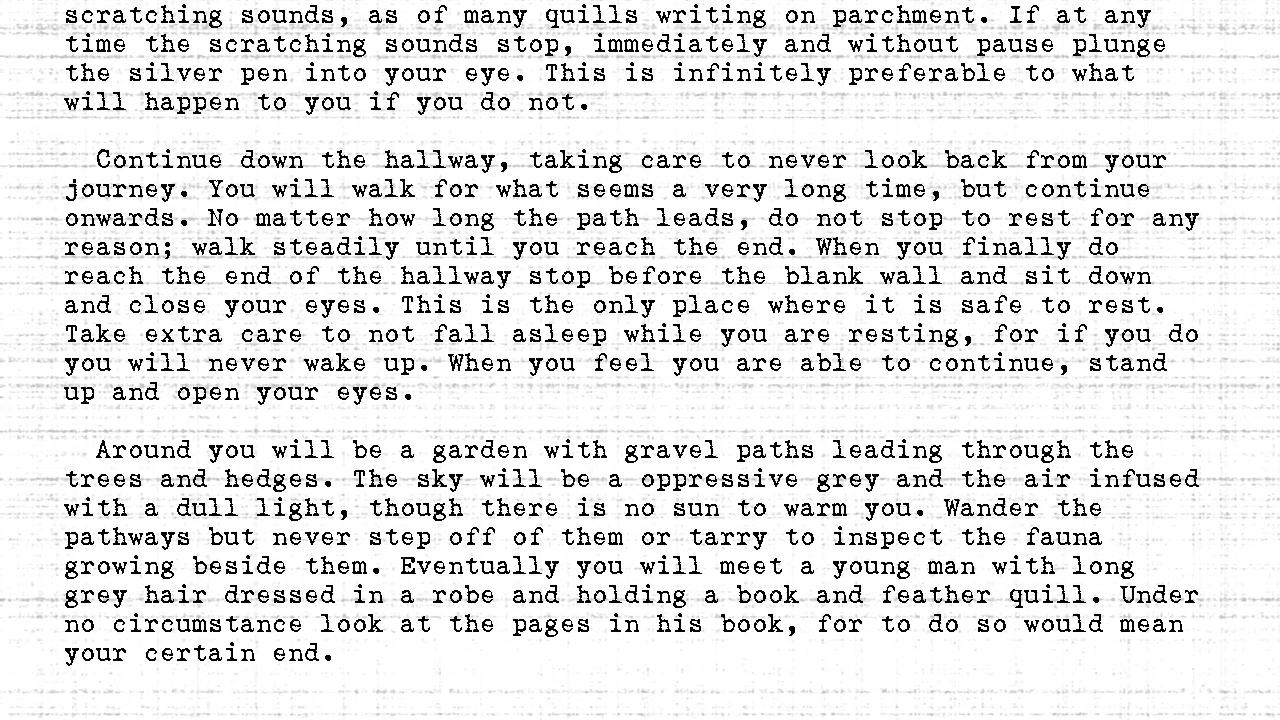 scratching sounds, as of many quills writing on parchment. If at any
time the scratching sounds stop, immediately and without pause plunge
the silver pen into your eye. This is infinitely preferable to what
will happen to you if you do not.
Continue down the hallway, taking care to never look back from your
journey. You will walk for what seems a very long time, but continue
onwards. No matter how long the path leads, do not stop to rest for any
reason; walk steadily until you reach the end. When you finally do
reach the end of the hallway stop before the blank wall and sit down
and close your eyes. This is the only place where it is safe to rest.
Take extra care to not fall asleep while you are resting, for if you do
you will never wake up. When you feel you are able to continue, stand
up and open your eyes.
Around you will be a garden with gravel paths leading through the
trees and hedges. The sky will be a oppressive grey and the air infused
with a dull light, though there is no sun to warm you. Wander the
pathways but never step off of them or tarry to inspect the fauna
growing beside them. Eventually you will meet a young man with long
grey hair dressed in a robe and holding a book and feather quill. Under
no circumstance look at the pages in his book, for to do so would mean
your certain end.